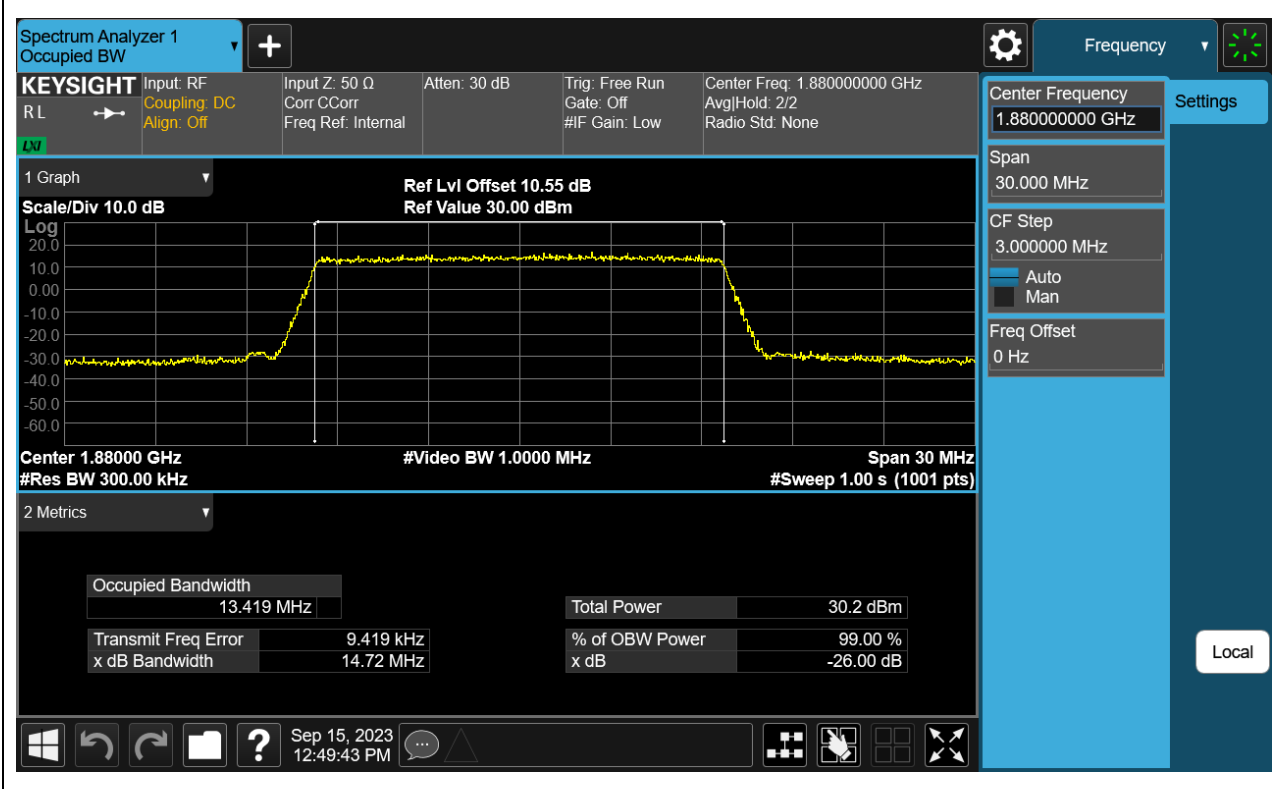 Spectrum Analyzer 1
Occupied BW
Frequency
KEYSIGHT
R L
LXI
Input: RF
Coupling: DC
Align: Off
Input Z: 50 Ω
Corr CCorr
Freq Ref: Internal
Atten: 30 dB
Trig: Free Run
Gate: Off
#IF Gain: Low
Center Freq: 1.880000000 GHz
Avg|Hold: 2/2
Radio Std: None
Center Frequency
1.880000000 GHz
Settings
Span
30.000 MHz
CF Step
3.000000 MHz
Auto
Man
Freq Offset
0 Hz
Local
1 Graph
Scale/Div 10.0 dB
Ref Lvl Offset 10.55 dB
Ref Value 30.00 dBm
Log
20.0
10.0
0.00
-10.0
-20.0
-30.0
-40.0
-50.0
-60.0
Center 1.88000 GHz
#Video BW 1.0000 MHz
Span 30 MHz
#Res BW 300.00 kHz
#Sweep 1.00 s (1001 pts)
2 Metrics
Occupied Bandwidth
13.419 MHz
Total Power 30.2 dBm
Transmit Freq Error 9.419 kHz
% of OBW Power 99.00 %
x dB Bandwidth 14.72 MHz
x dB -26.00 dB
?
Sep 15, 2023
12:49:43 PM